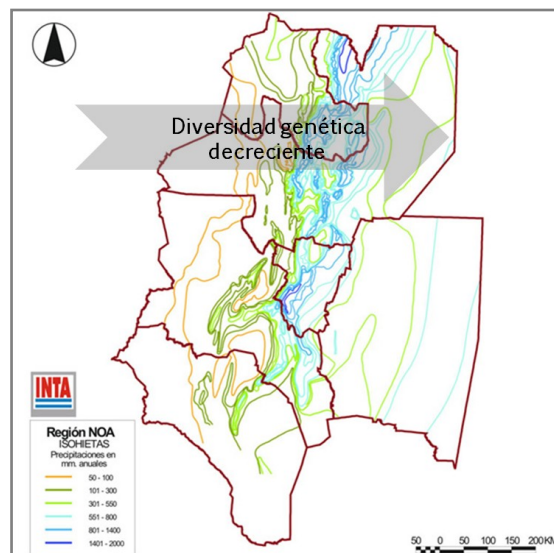 Diversidad genética
decreciente
INTA
Región NOA
ISOHIETAS
Precipitaciones en
mm. anuales
50 - 100
101 - 300
301 - 550
551 - 800
801 - 1400
1401 - 2000
50 0 50 100 150 200 KM